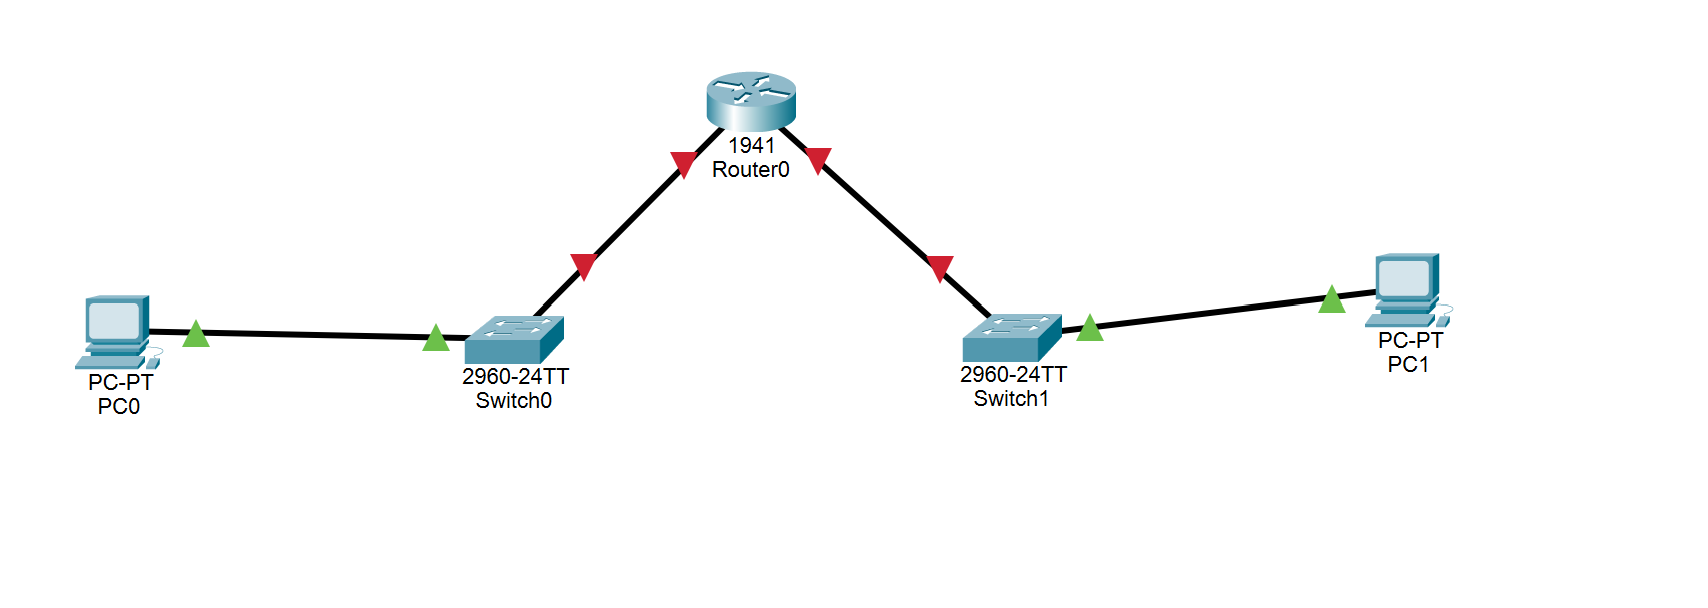 1941
Router0
PC-PT
PC0
2960-24TT
Switch0
2960-24TT
Switch1
PC-PT
PC1